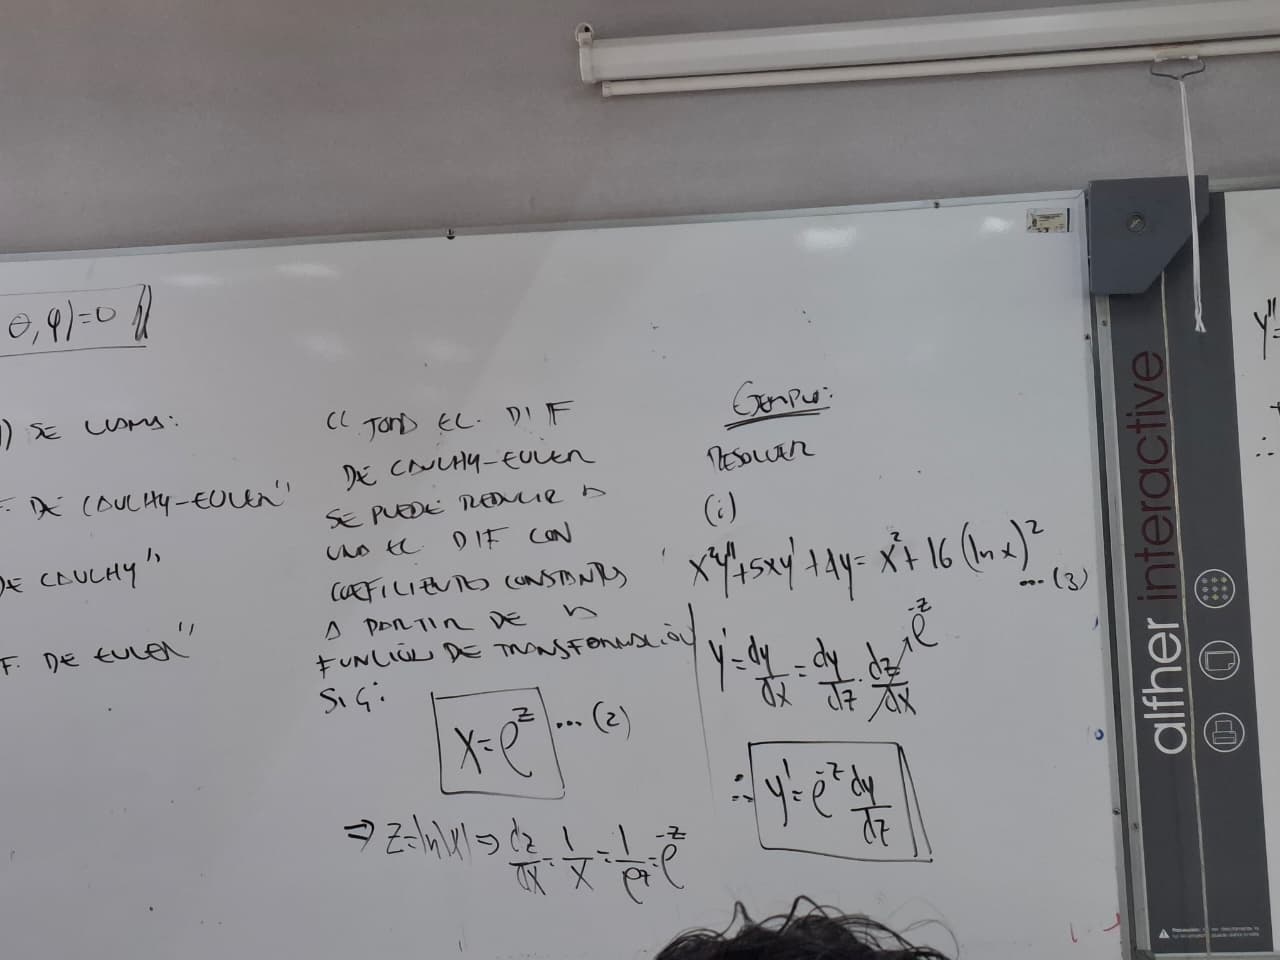 θ, φ) = 0
) SE LLAMA:
DE CAUCHY-EULER"
DE CAUCHY"
F. DE EULER"
" TODA EC. DIF
DE CAUCHY-EULER
SE PUEDE REDUCIR A
UNA EC. DIF CON
COEFICIENTES CONSTANTES
A PARTIR DE LA
FUNCIÓN DE TRANSFORMACIÓN
SIG:
x = e^z ... (2)
⇒ z = ln|x| ⇒ dz/dx = 1/x = 1/e^z = e^-z
EJEMPLO:
RESOLVER
(i)
x²y'' + 5xy' + 4y = x² + 16 (ln x)² ... (3)
y' = dy/dx = dy/dz · dz/dx e^-z
∴ y' = e^-z dy/dz
y'' =
∴
alfher interactive